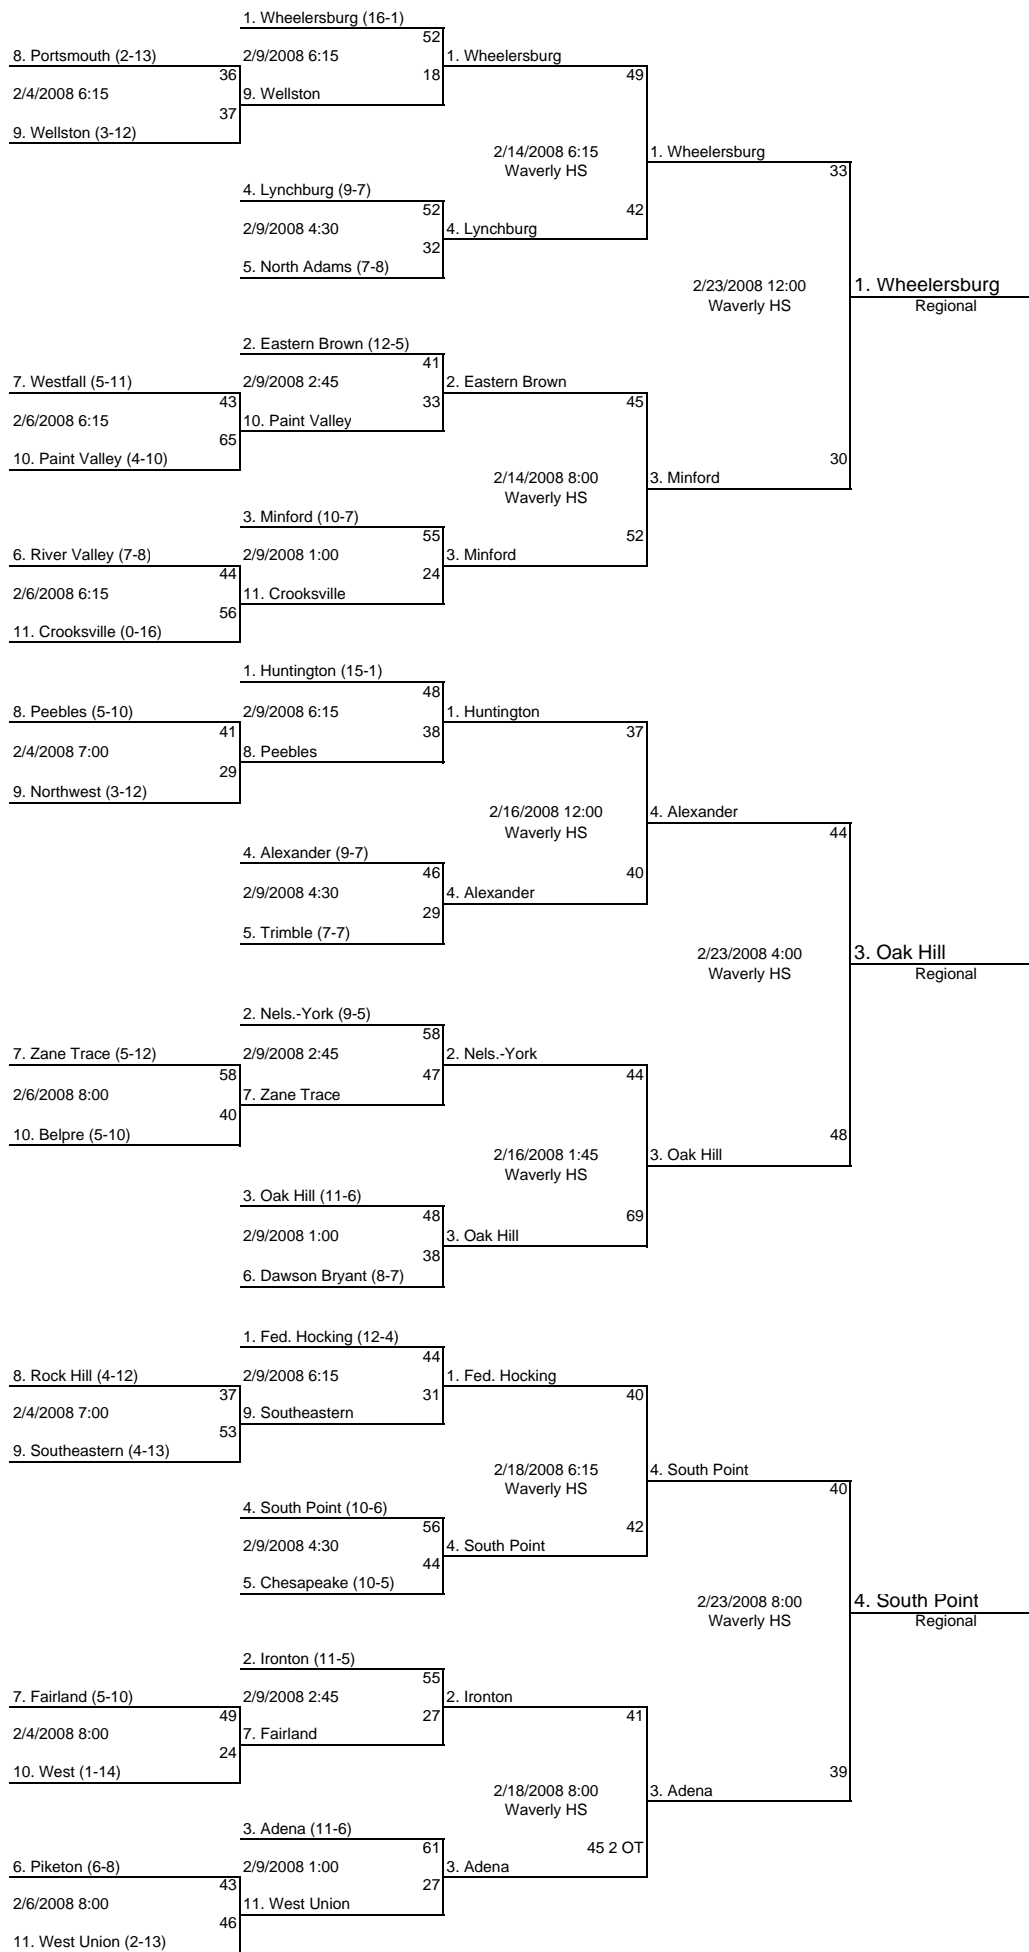 1. Wheelersburg (16-1)
52
8. Portsmouth (2-13)
2/9/2008 6:15
1. Wheelersburg
36
18
49
2/4/2008 6:15
9. Wellston
37
9. Wellston (3-12)
2/14/2008 6:15
1. Wheelersburg
Waverly HS
33
4. Lynchburg (9-7)
52
42
2/9/2008 4:30
4. Lynchburg
32
5. North Adams (7-8)
2/23/2008 12:00
1. Wheelersburg
Waverly HS
Regional
2. Eastern Brown (12-5)
41
7. Westfall (5-11)
2/9/2008 2:45
2. Eastern Brown
43
33
45
2/6/2008 6:15
10. Paint Valley
65
10. Paint Valley (4-10)
30
2/14/2008 8:00
3. Minford
Waverly HS
3. Minford (10-7)
55
52
6. River Valley (7-8)
2/9/2008 1:00
3. Minford
44
24
2/6/2008 6:15
11. Crooksville
56
11. Crooksville (0-16)
1. Huntington (15-1)
48
8. Peebles (5-10)
2/9/2008 6:15
1. Huntington
41
38
37
2/4/2008 7:00
8. Peebles
29
9. Northwest (3-12)
2/16/2008 12:00
4. Alexander
Waverly HS
44
4. Alexander (9-7)
46
40
2/9/2008 4:30
4. Alexander
29
5. Trimble (7-7)
2/23/2008 4:00
3. Oak Hill
Waverly HS
Regional
2. Nels.-York (9-5)
58
7. Zane Trace (5-12)
2/9/2008 2:45
2. Nels.-York
58
47
44
2/6/2008 8:00
7. Zane Trace
40
10. Belpre (5-10)
48
2/16/2008 1:45
3. Oak Hill
Waverly HS
3. Oak Hill (11-6)
48
69
2/9/2008 1:00
3. Oak Hill
38
6. Dawson Bryant (8-7)
1. Fed. Hocking (12-4)
44
8. Rock Hill (4-12)
2/9/2008 6:15
1. Fed. Hocking
37
31
40
2/4/2008 7:00
9. Southeastern
53
9. Southeastern (4-13)
2/18/2008 6:15
4. South Point
Waverly HS
40
4. South Point (10-6)
56
42
2/9/2008 4:30
4. South Point
44
5. Chesapeake (10-5)
2/23/2008 8:00
4. South Point
Waverly HS
Regional
2. Ironton (11-5)
55
7. Fairland (5-10)
2/9/2008 2:45
2. Ironton
49
27
41
2/4/2008 8:00
7. Fairland
24
10. West (1-14)
39
2/18/2008 8:00
3. Adena
Waverly HS
3. Adena (11-6)
61
45 2 OT
6. Piketon (6-8)
2/9/2008 1:00
3. Adena
43
27
2/6/2008 8:00
11. West Union
46
11. West Union (2-13)